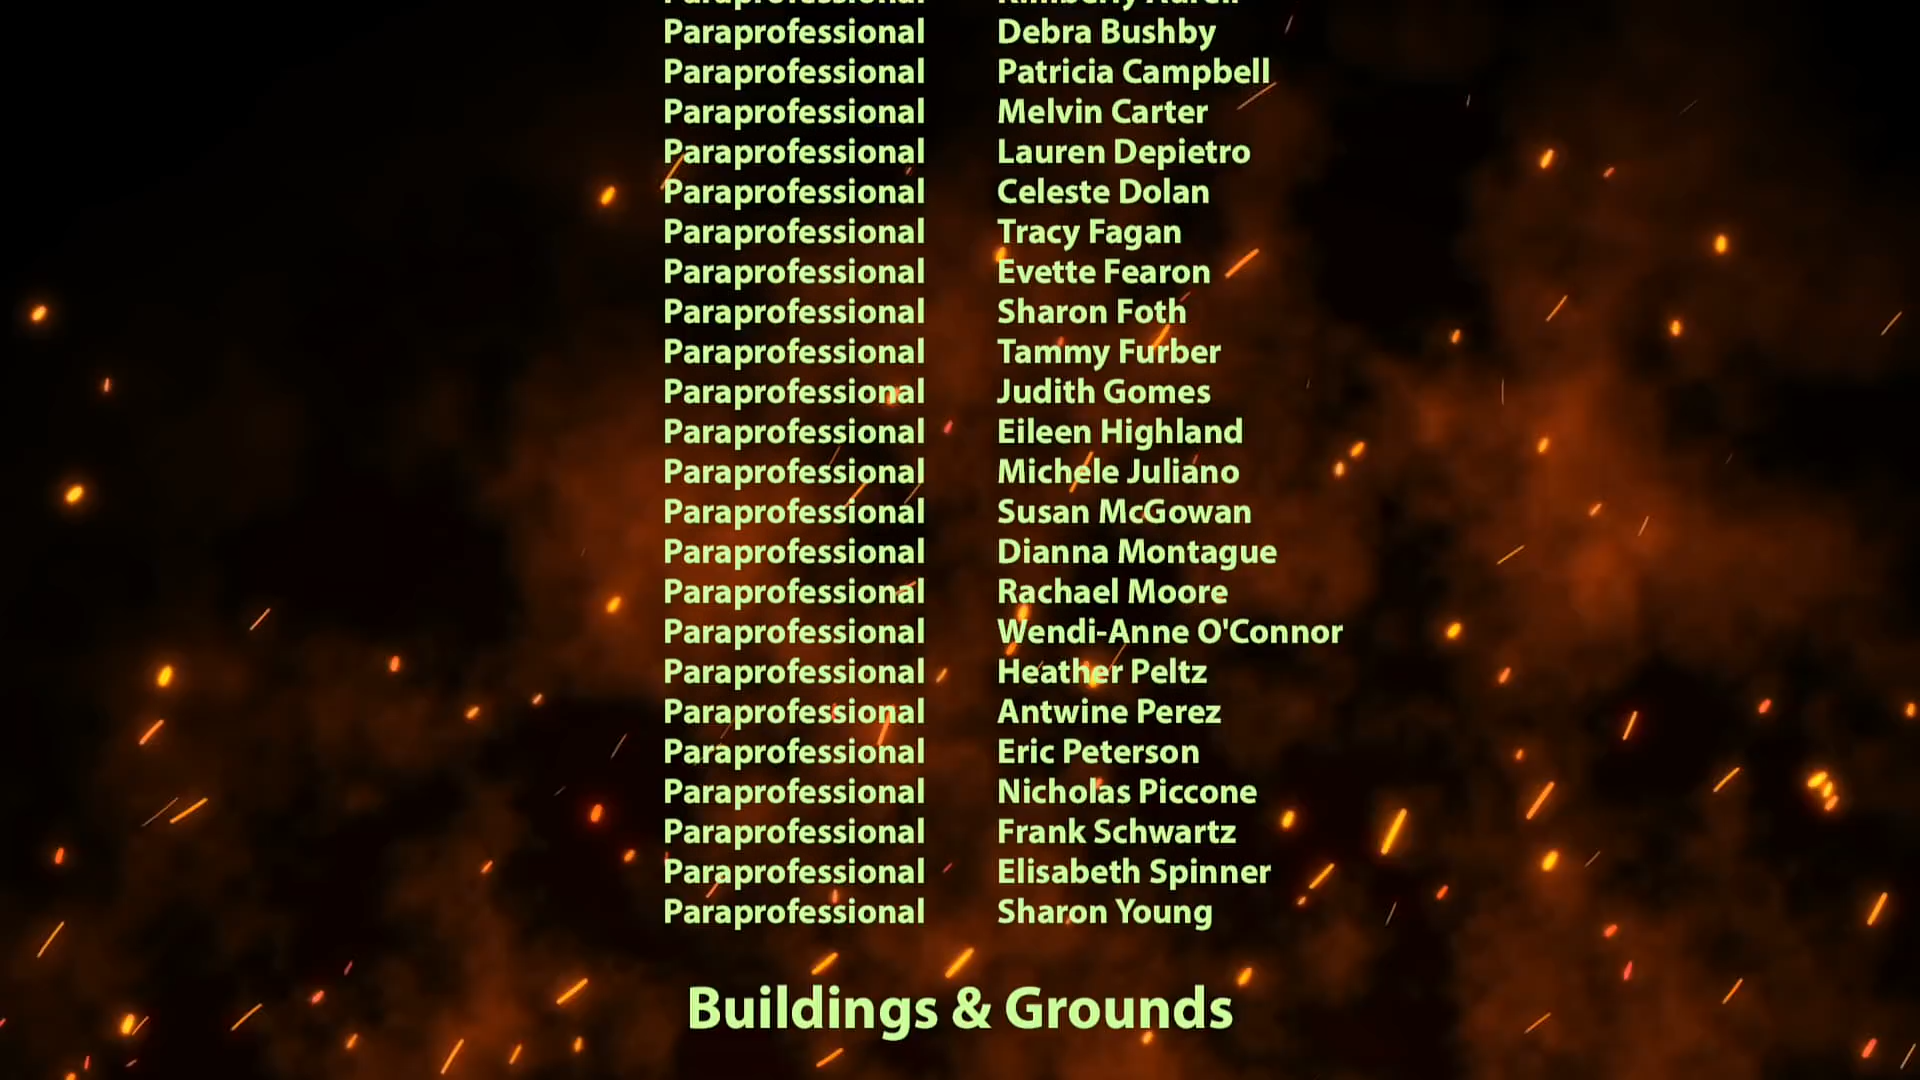 Paraprofessional Debra Bushby
Paraprofessional Patricia Campbell
Paraprofessional Melvin Carter
Paraprofessional Lauren Depietro
Paraprofessional Celeste Dolan
Paraprofessional Tracy Fagan
Paraprofessional Evette Fearon
Paraprofessional Sharon Foth
Paraprofessional Tammy Furber
Paraprofessional Judith Gomes
Paraprofessional Eileen Highland
Paraprofessional Michele Juliano
Paraprofessional Susan McGowan
Paraprofessional Dianna Montague
Paraprofessional Rachael Moore
Paraprofessional Wendi-Anne O'Connor
Paraprofessional Heather Peltz
Paraprofessional Antwine Perez
Paraprofessional Eric Peterson
Paraprofessional Nicholas Piccone
Paraprofessional Frank Schwartz
Paraprofessional Elisabeth Spinner
Paraprofessional Sharon Young
Buildings & Grounds